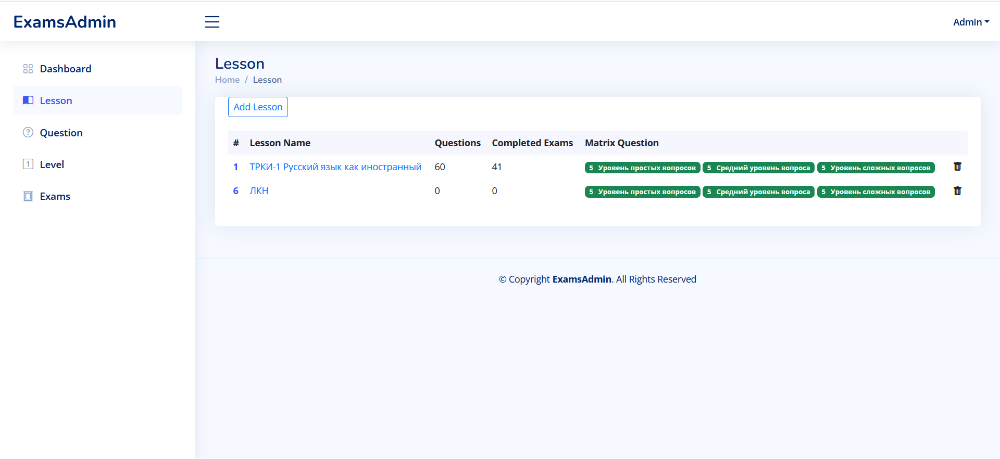 ExamsAdmin
Admin
Dashboard
Lesson
Question
Level
Exams
Lesson
Home / Lesson
Add Lesson
# Lesson Name Questions Completed Exams Matrix Question
1 ТРКИ-1 Русский язык как иностранный 60 41 5 Уровень простых вопросов 5 Средний уровень вопроса 5 Уровень сложных вопросов
6 ЛКН 0 0 5 Уровень простых вопросов 5 Средний уровень вопроса 5 Уровень сложных вопросов
© Copyright ExamsAdmin. All Rights Reserved